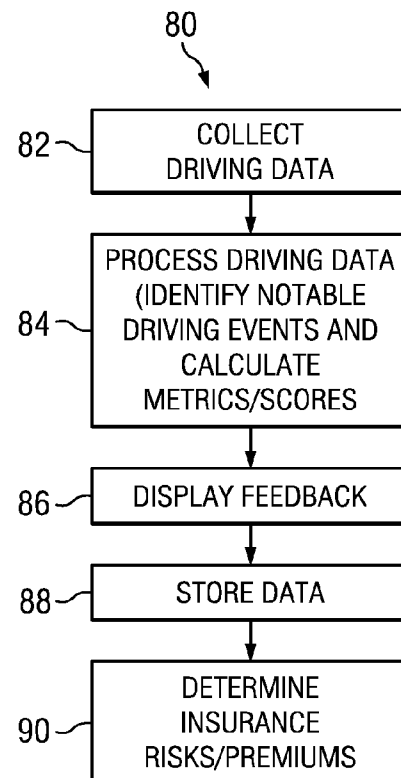 80
82
COLLECT
DRIVING DATA
84
PROCESS DRIVING DATA
(IDENTIFY NOTABLE
DRIVING EVENTS AND
CALCULATE
METRICS/SCORES
86
DISPLAY FEEDBACK
88
STORE DATA
90
DETERMINE
INSURANCE
RISKS/PREMIUMS